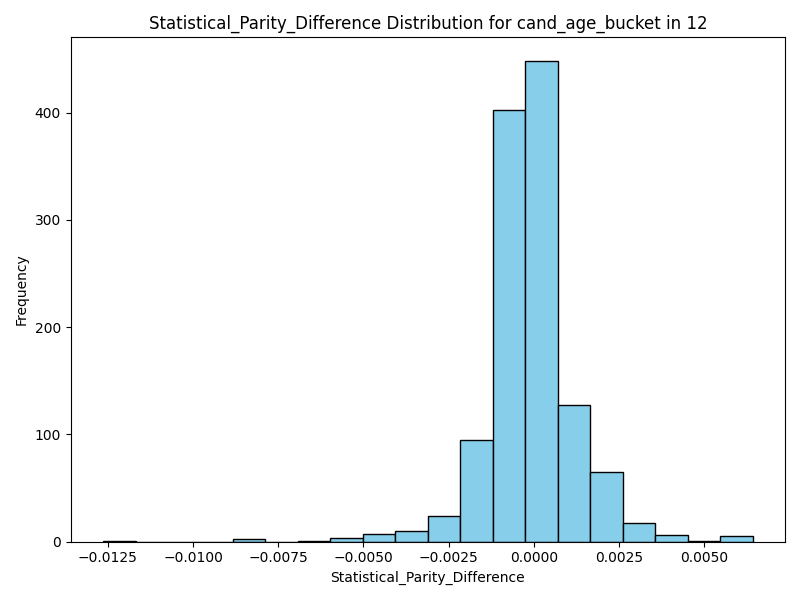 Statistical_Parity_Difference Distribution for cand_age_bucket in 12
Frequency
400
300
200
100
0
−0.0125 −0.0100 −0.0075 −0.0050 −0.0025 0.0000 0.0025 0.0050
Statistical_Parity_Difference